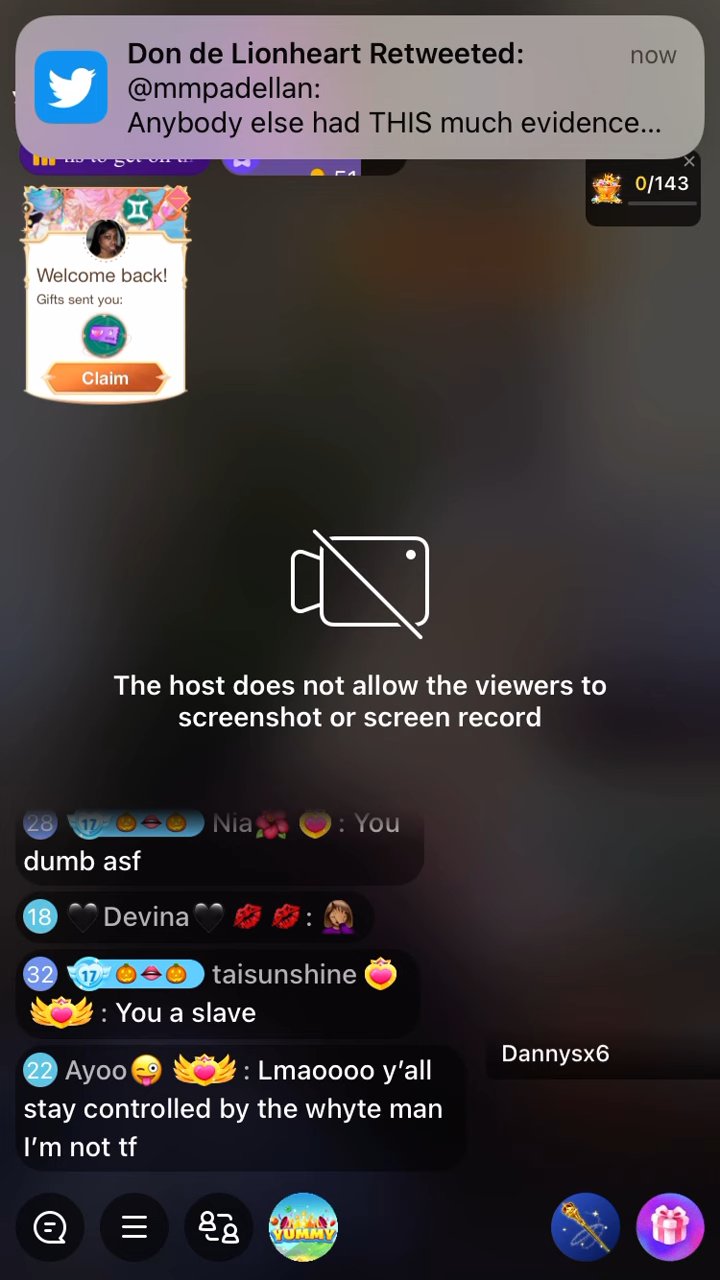 Don de Lionheart Retweeted:
now
@mmpadellan:
Anybody else had THIS much evidence...
51
0/143
Welcome back!
Gifts sent you:
Claim
The host does not allow the viewers to
screenshot or screen record
28 17 🎃👄🎃 Nia🌺 💗 : You
dumb asf
18 🖤Devina🖤 💋 💋 : 🤦🏽‍♀️
32 17 🎃👄🎃 taisunshine 💗
: You a slave
Dannysx6
22 Ayoo😜 : Lmaoooo y’all
stay controlled by the whyte man
I’m not tf
YUMMY